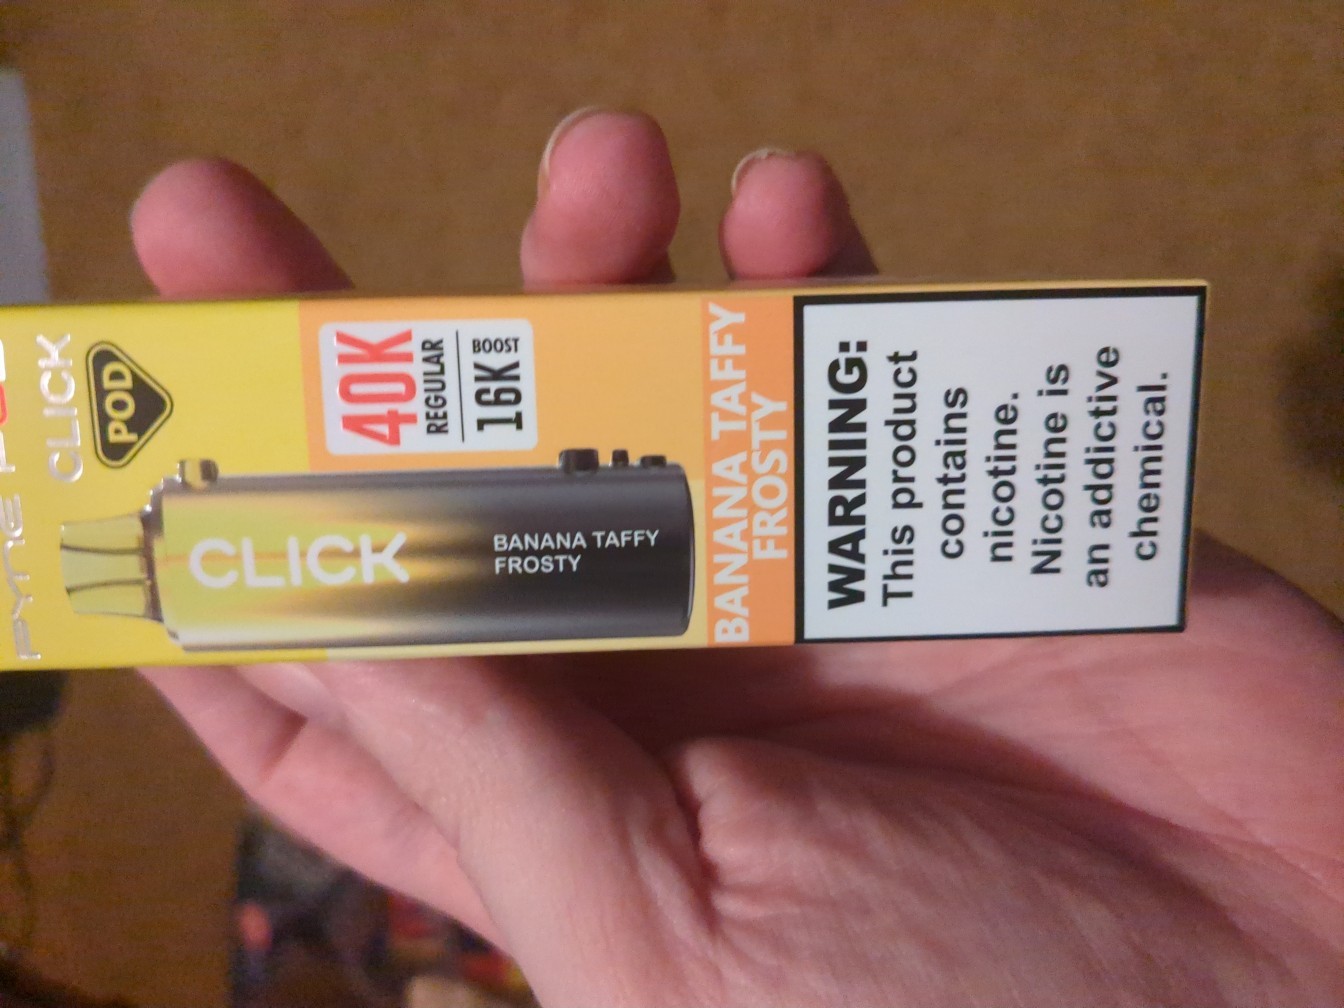 CLICK
POD
40K
REGULAR
16K BOOST
CLICK
BANANA TAFFY
FROSTY
BANANA TAFFY
FROSTY
WARNING:
This product
contains
nicotine.
Nicotine is
an addictive
chemical.